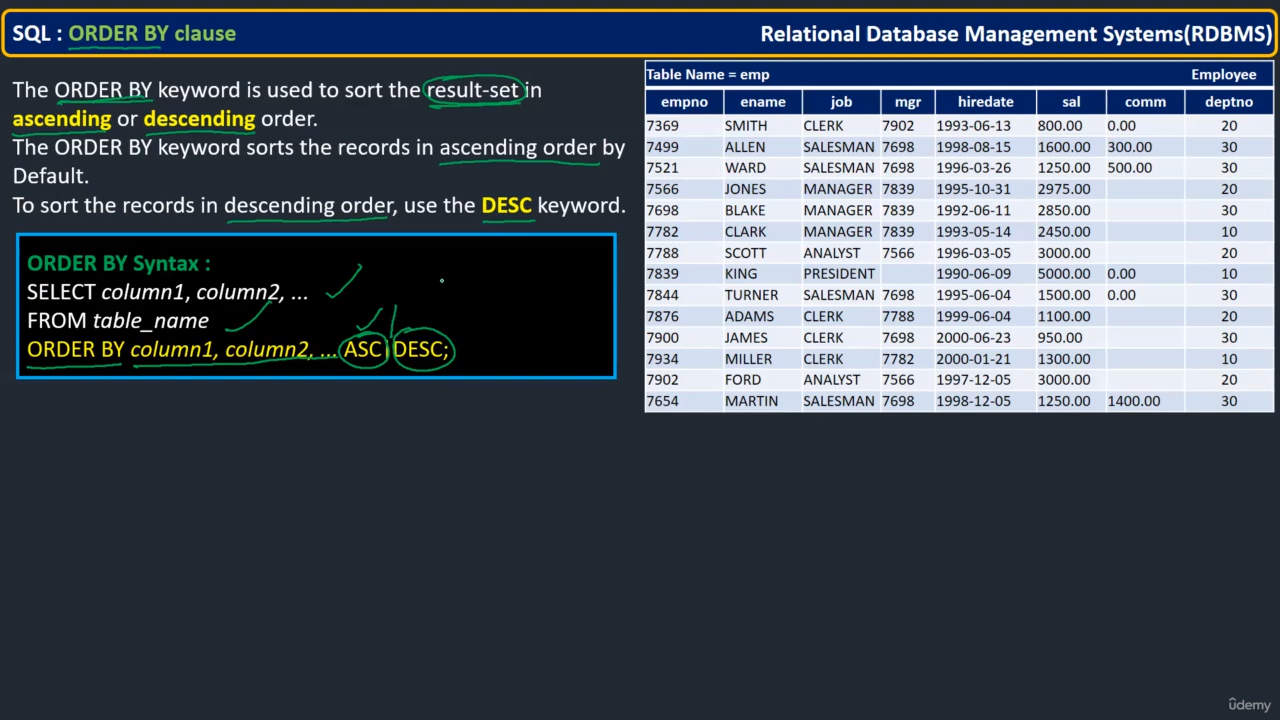 SQL : ORDER BY clause
Relational Database Management Systems(RDBMS)
The ORDER BY keyword is used to sort the result-set in
ascending or descending order.
The ORDER BY keyword sorts the records in ascending order by
Default.
To sort the records in descending order, use the DESC keyword.
ORDER BY Syntax :
SELECT column1, column2, ...
FROM table_name
ORDER BY column1, column2, ... ASC|DESC;
Table Name = emp Employee
empno ename job mgr hiredate sal comm deptno
7369 SMITH CLERK 7902 1993-06-13 800.00 0.00 20
7499 ALLEN SALESMAN 7698 1998-08-15 1600.00 300.00 30
7521 WARD SALESMAN 7698 1996-03-26 1250.00 500.00 30
7566 JONES MANAGER 7839 1995-10-31 2975.00 20
7698 BLAKE MANAGER 7839 1992-06-11 2850.00 30
7782 CLARK MANAGER 7839 1993-05-14 2450.00 10
7788 SCOTT ANALYST 7566 1996-03-05 3000.00 20
7839 KING PRESIDENT 1990-06-09 5000.00 0.00 10
7844 TURNER SALESMAN 7698 1995-06-04 1500.00 0.00 30
7876 ADAMS CLERK 7788 1999-06-04 1100.00 20
7900 JAMES CLERK 7698 2000-06-23 950.00 30
7934 MILLER CLERK 7782 2000-01-21 1300.00 10
7902 FORD ANALYST 7566 1997-12-05 3000.00 20
7654 MARTIN SALESMAN 7698 1998-12-05 1250.00 1400.00 30
ûdemy